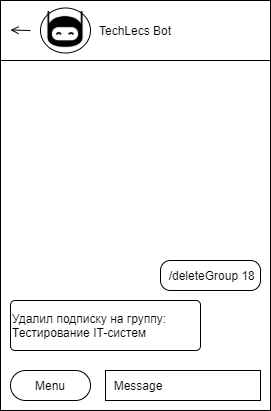 TechLecs Bot
/deleteGroup 18
Удалил подписку на группу:
Тестирование IT-систем
Menu
Message